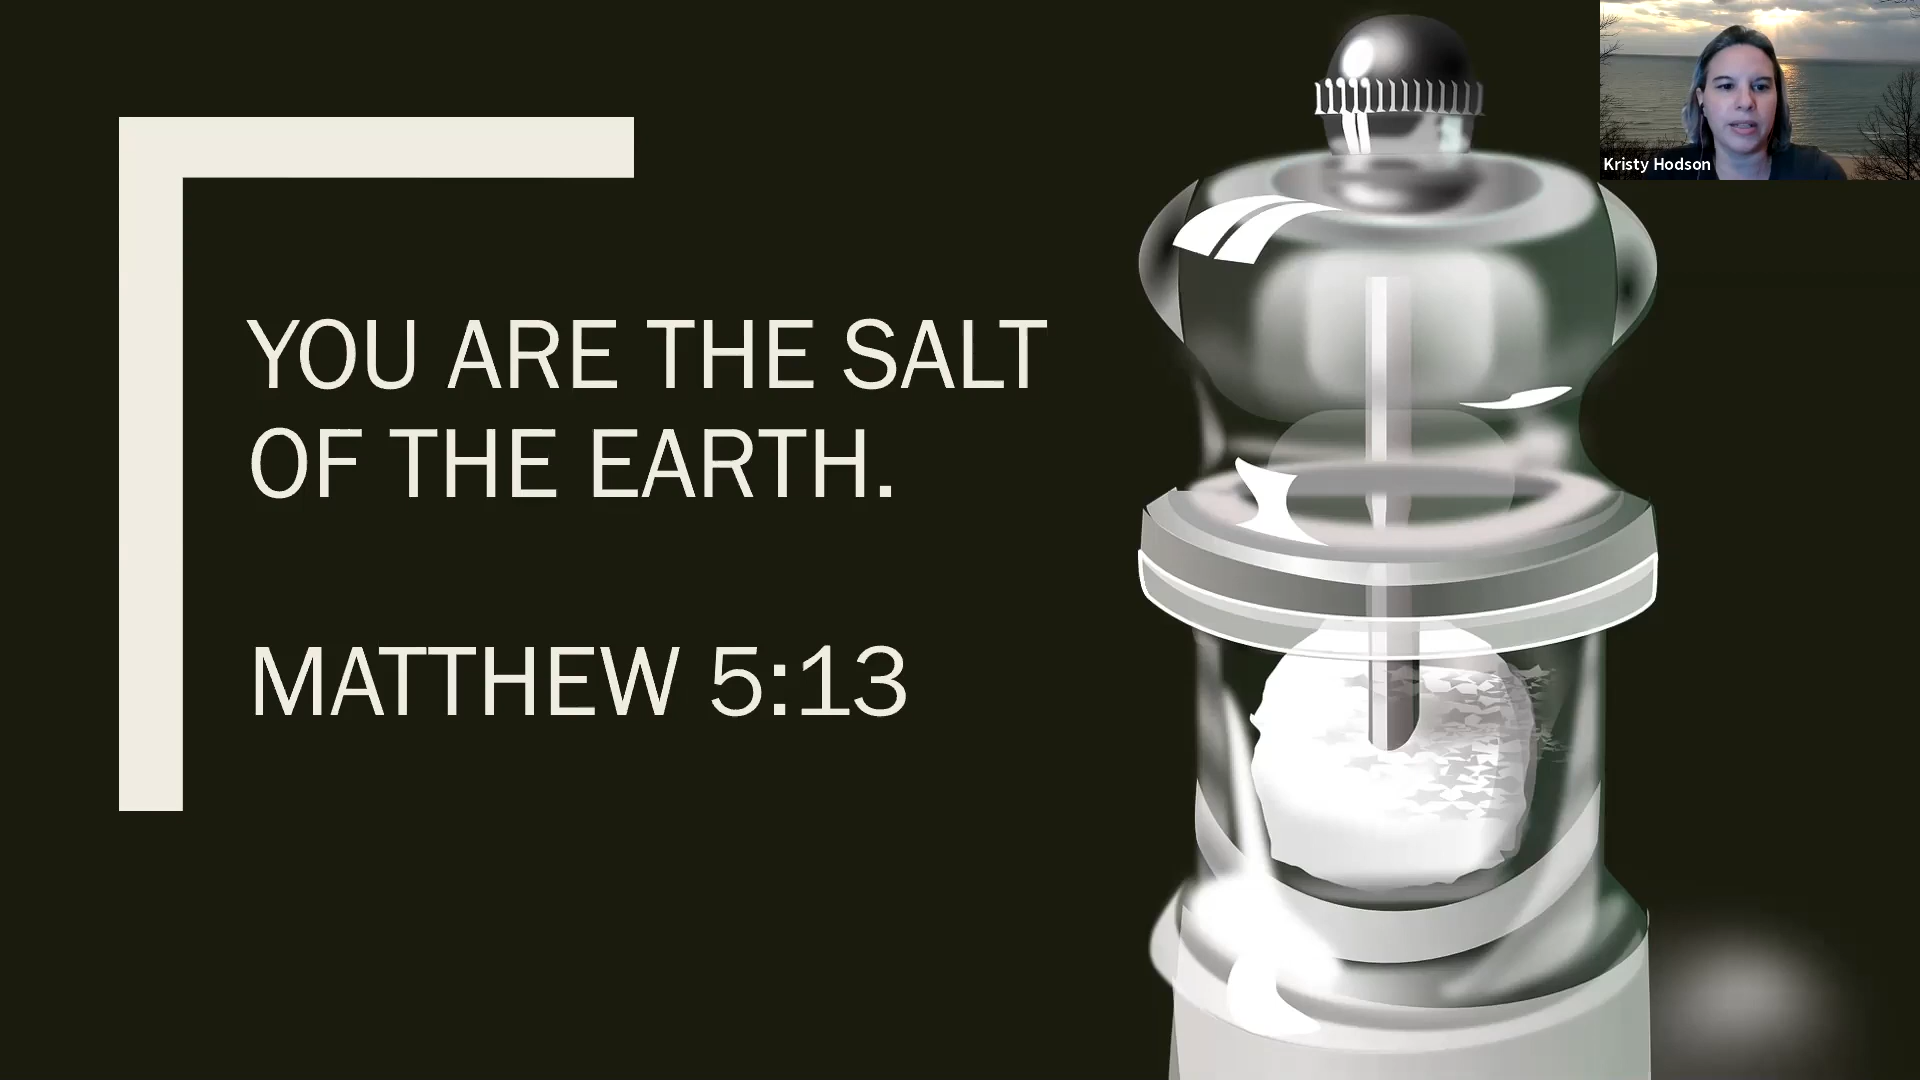 YOU ARE THE SALT
OF THE EARTH.
MATTHEW 5:13
Kristy Hodson